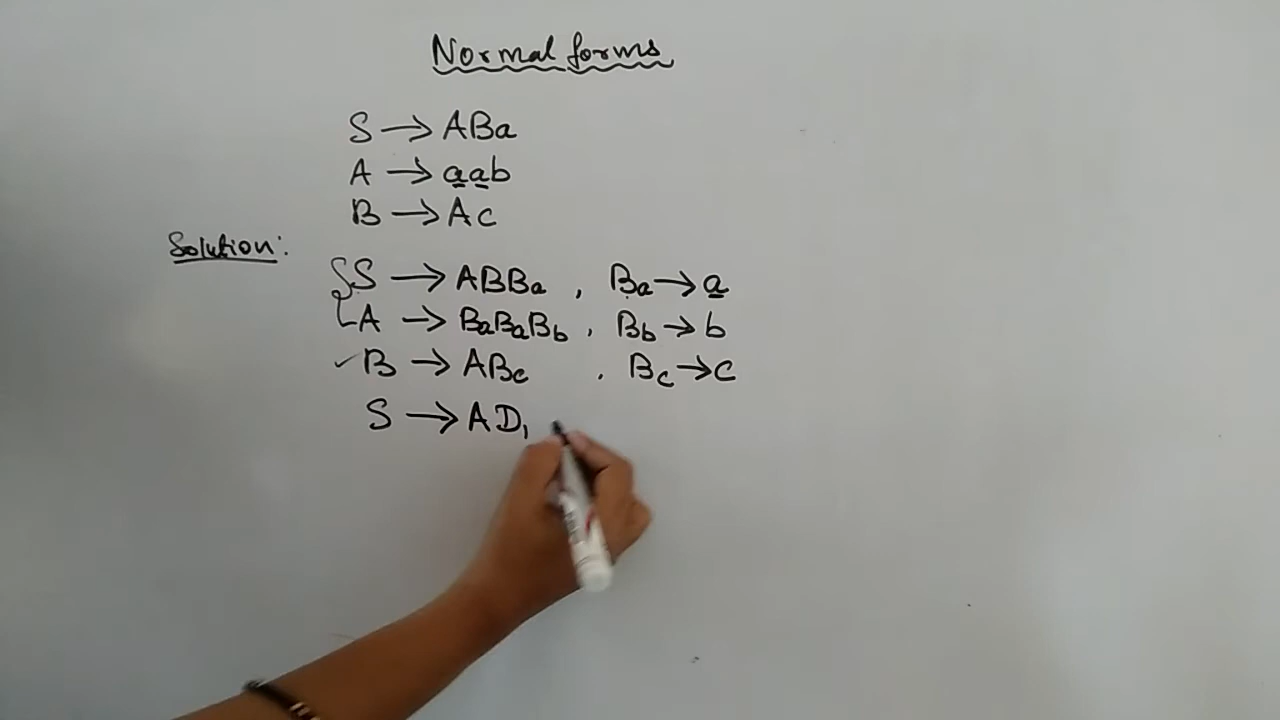 Normal forms
S → ABa
A → aab
B → Ac
Solution:
S → ABBa , Ba → a
A → BaBaBb , Bb → b
B → ABc , Bc → c
S → AD1